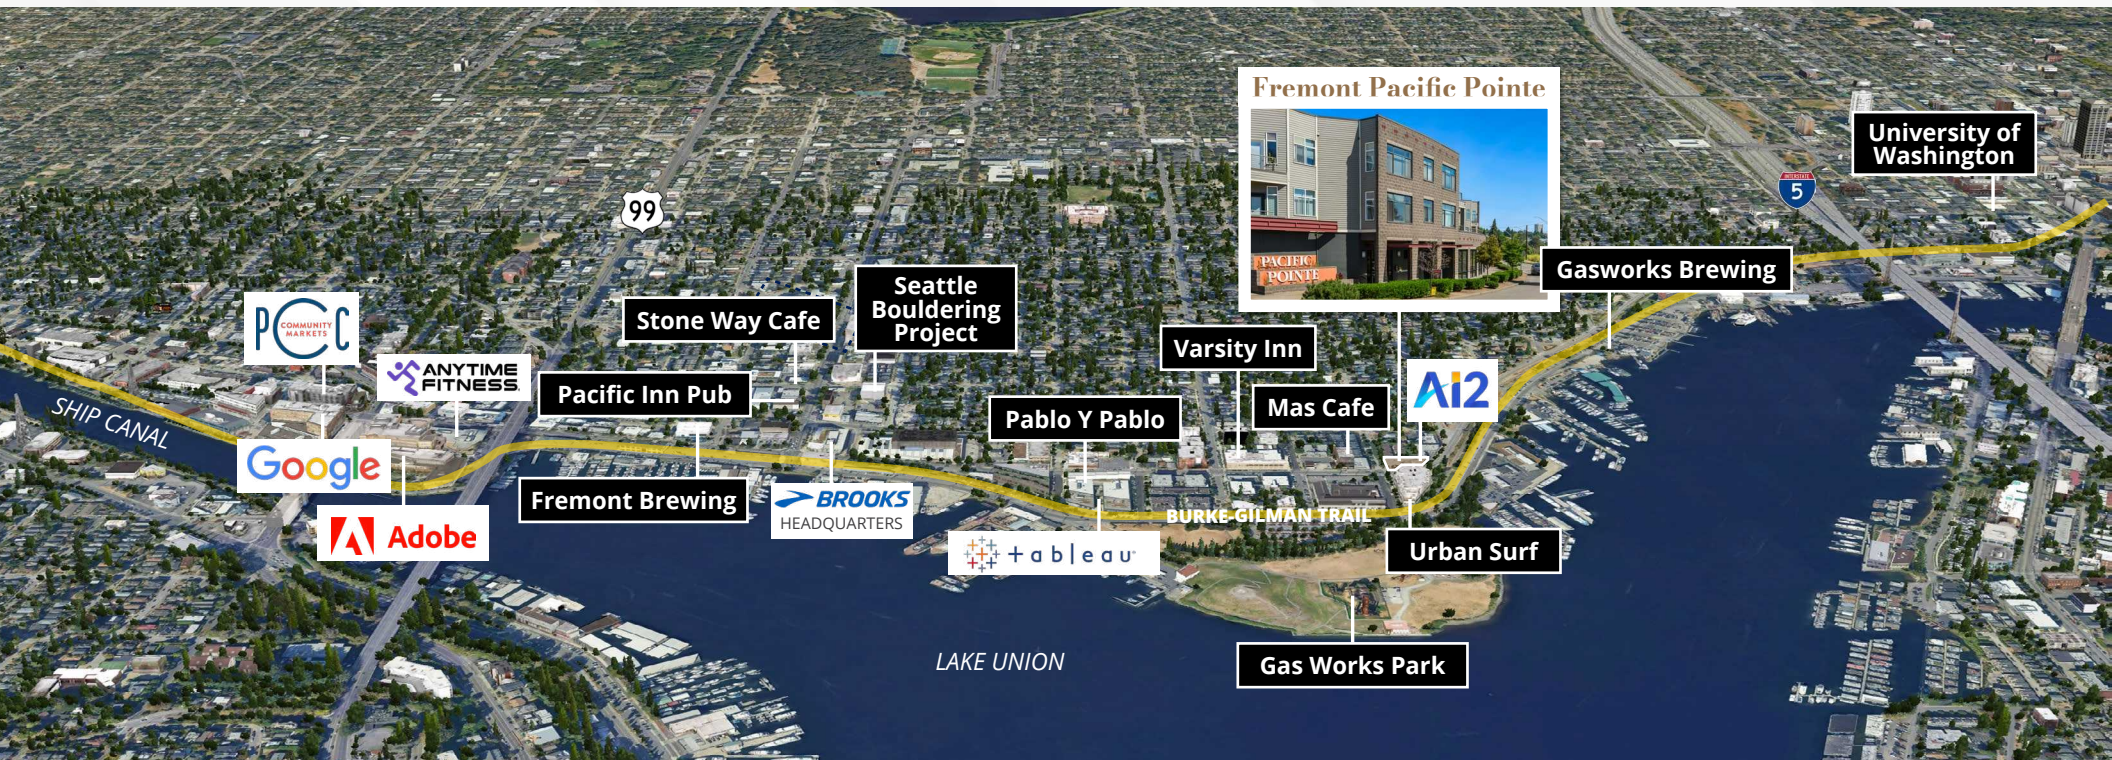 Fremont Pacific Pointe
PACIFIC
POINTE
University of
Washington
INTERSTATE
5
99
Gasworks Brewing
Seattle
Bouldering
Project
Stone Way Cafe
PCC
COMMUNITY
MARKETS
ANYTIME
FITNESS
Varsity Inn
Pacific Inn Pub
Mas Cafe
Ai2
Pablo Y Pablo
SHIP CANAL
Google
Fremont Brewing
BROOKS
HEADQUARTERS
BURKE-GILMAN TRAIL
Adobe
+ableau
Urban Surf
LAKE UNION
Gas Works Park